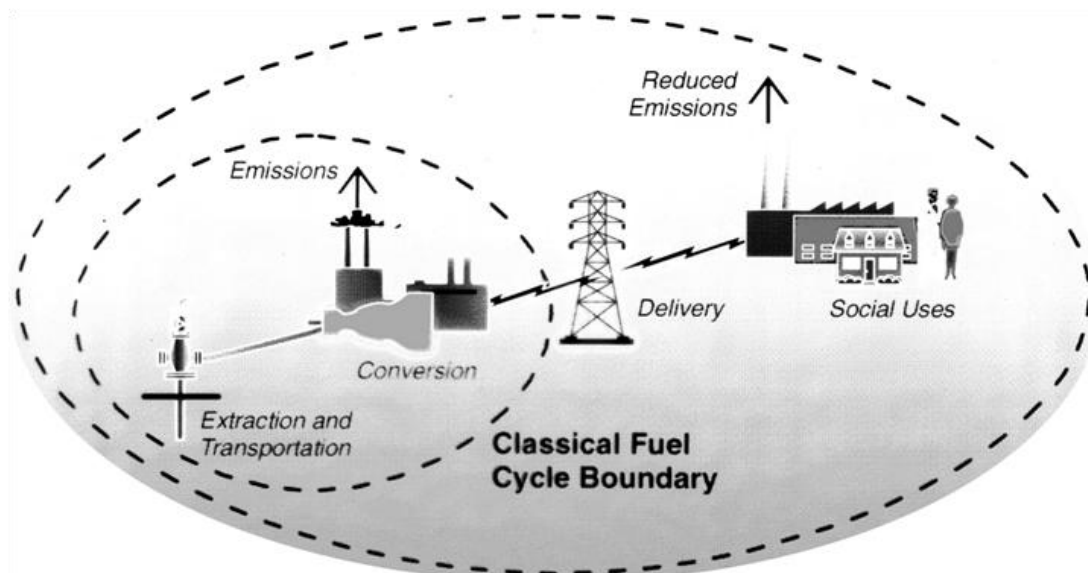 Reduced
Emissions
Emissions
Delivery
Social Uses
Conversion
Extraction and
Transportation
Classical Fuel
Cycle Boundary